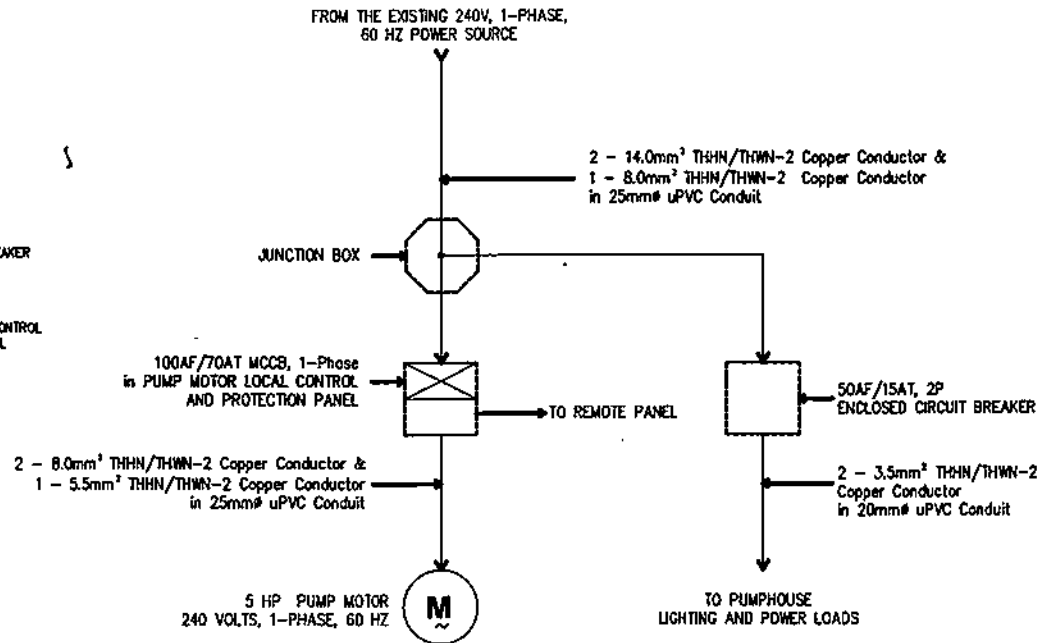 FROM THE EXISTING 240V, 1-PHASE,
60 HZ POWER SOURCE
2 - 14.0mm² THHN/THWN-2 Copper Conductor &
1 - 8.0mm² THHN/THWN-2 Copper Conductor
in 25mmø uPVC Conduit
JUNCTION BOX
100AF/70AT MCCB, 1-Phase
in PUMP MOTOR LOCAL CONTROL
AND PROTECTION PANEL
TO REMOTE PANEL
50AF/15AT, 2P
ENCLOSED CIRCUIT BREAKER
2 - 8.0mm² THHN/THWN-2 Copper Conductor &
1 - 5.5mm² THHN/THWN-2 Copper Conductor
in 25mmø uPVC Conduit
2 - 3.5mm² THHN/THWN-2
Copper Conductor
in 20mmø uPVC Conduit
5 HP PUMP MOTOR
240 VOLTS, 1-PHASE, 60 HZ
M
~
TO PUMPHOUSE
LIGHTING AND POWER LOADS